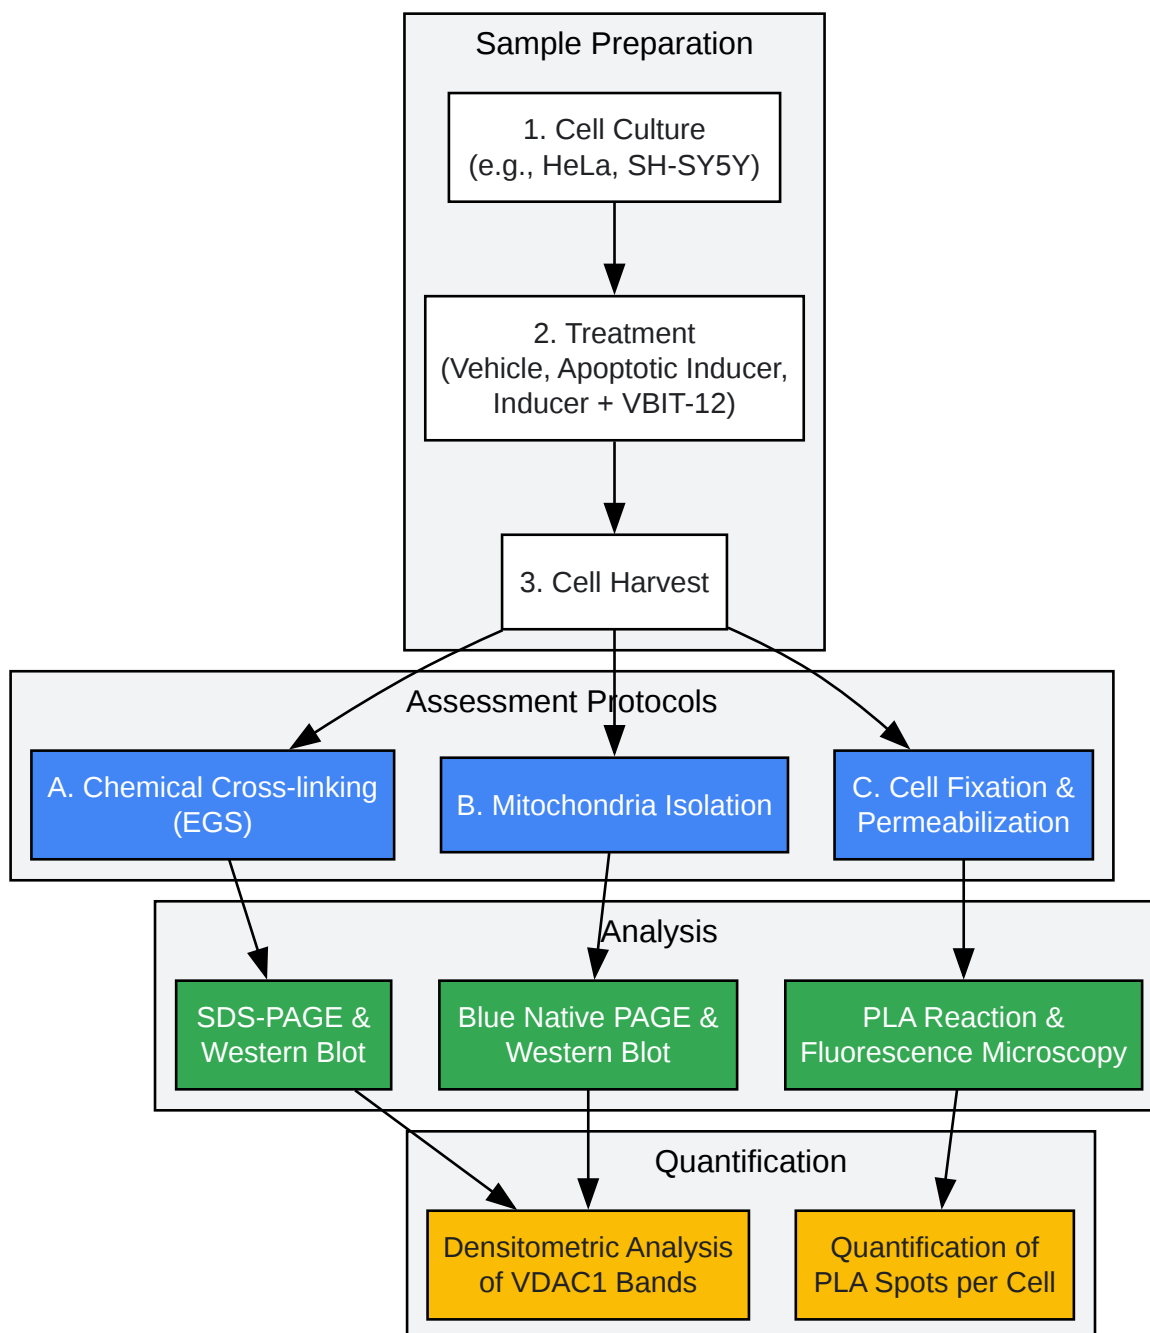 Sample Preparation
1. Cell Culture
(e.g., HeLa, SH-SY5Y)
2. Treatment
(Vehicle, Apoptotic Inducer,
Inducer + VBIT-12)
3. Cell Harvest
Assessment Protocols
A. Chemical Cross-linking
(EGS)
B. Mitochondria Isolation
C. Cell Fixation &
Permeabilization
Analysis
SDS-PAGE &
Western Blot
Blue Native PAGE &
Western Blot
PLA Reaction &
Fluorescence Microscopy
Quantification
Densitometric Analysis
of VDAC1 Bands
Quantification of
PLA Spots per Cell